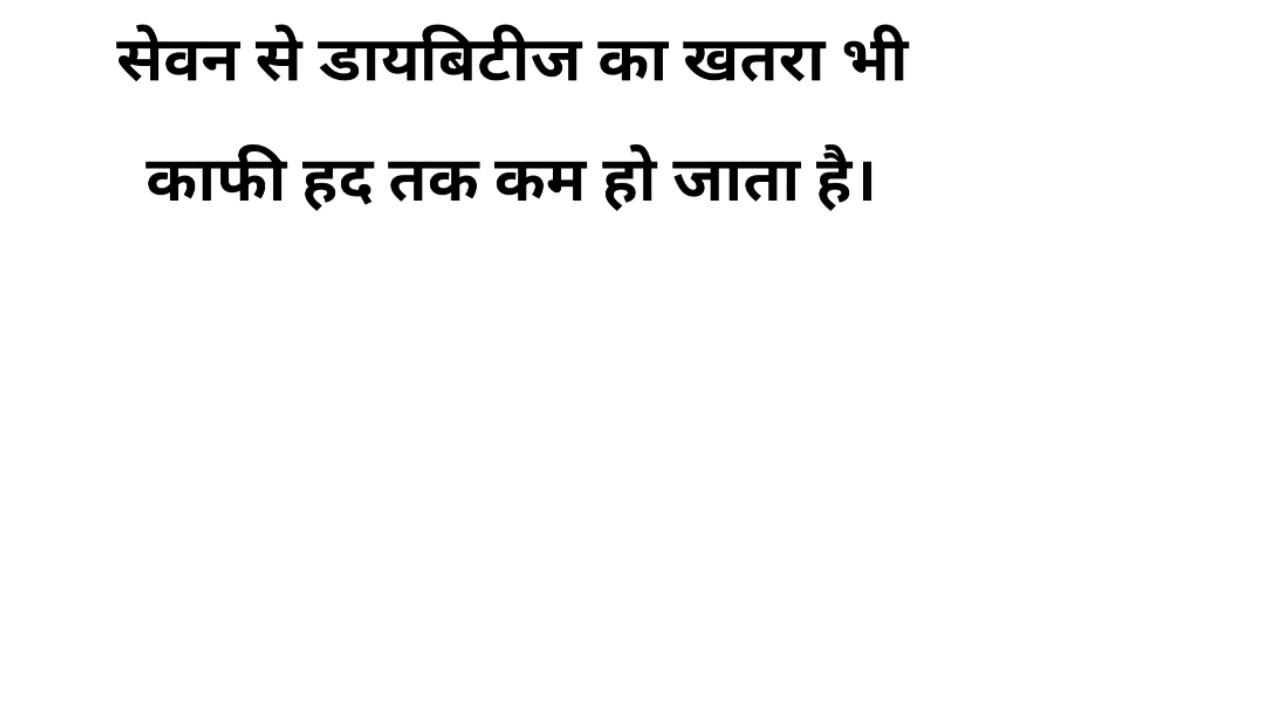 सेवन से डायबिटीज का खतरा भी
काफी हद तक कम हो जाता है।